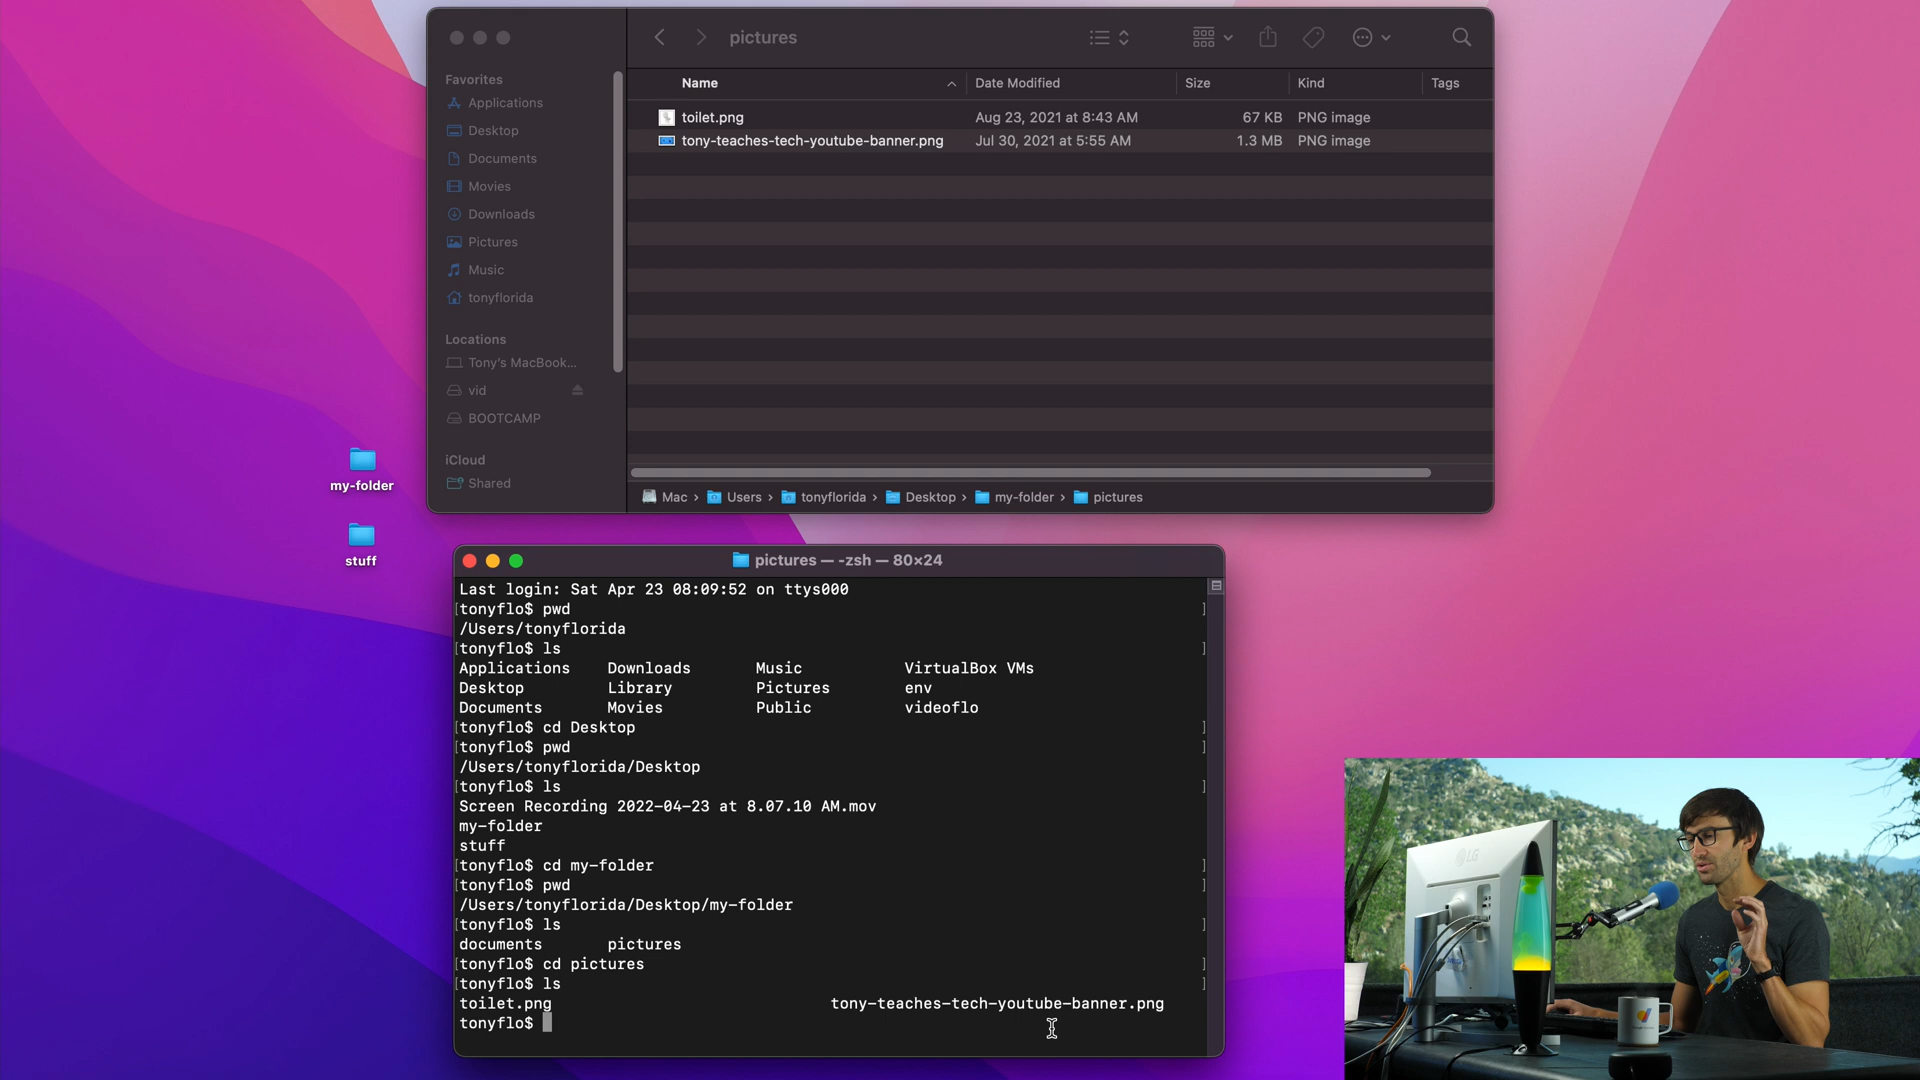 pictures
Favorites
Applications
Desktop
Documents
Movies
Downloads
Pictures
Music
tonyflorida
Locations
Tony's MacBook...
vid
BOOTCAMP
iCloud
Shared
Name Date Modified Size Kind Tags
toilet.png Aug 23, 2021 at 8:43 AM 67 KB PNG image
tony-teaches-tech-youtube-banner.png Jul 30, 2021 at 5:55 AM 1.3 MB PNG image
Mac › Users › tonyflorida › Desktop › my-folder › pictures
my-folder
stuff
pictures — -zsh — 80×24
Last login: Sat Apr 23 08:09:52 on ttys000
[tonyflo$ pwd ]
/Users/tonyflorida
[tonyflo$ ls ]
Applications Downloads Music VirtualBox VMs
Desktop Library Pictures env
Documents Movies Public videoflo
[tonyflo$ cd Desktop ]
[tonyflo$ pwd ]
/Users/tonyflorida/Desktop
[tonyflo$ ls ]
Screen Recording 2022-04-23 at 8.07.10 AM.mov
my-folder
stuff
[tonyflo$ cd my-folder ]
[tonyflo$ pwd ]
/Users/tonyflorida/Desktop/my-folder
[tonyflo$ ls ]
documents pictures
[tonyflo$ cd pictures ]
[tonyflo$ ls ]
toilet.png tony-teaches-tech-youtube-banner.png
tonyflo$
LG